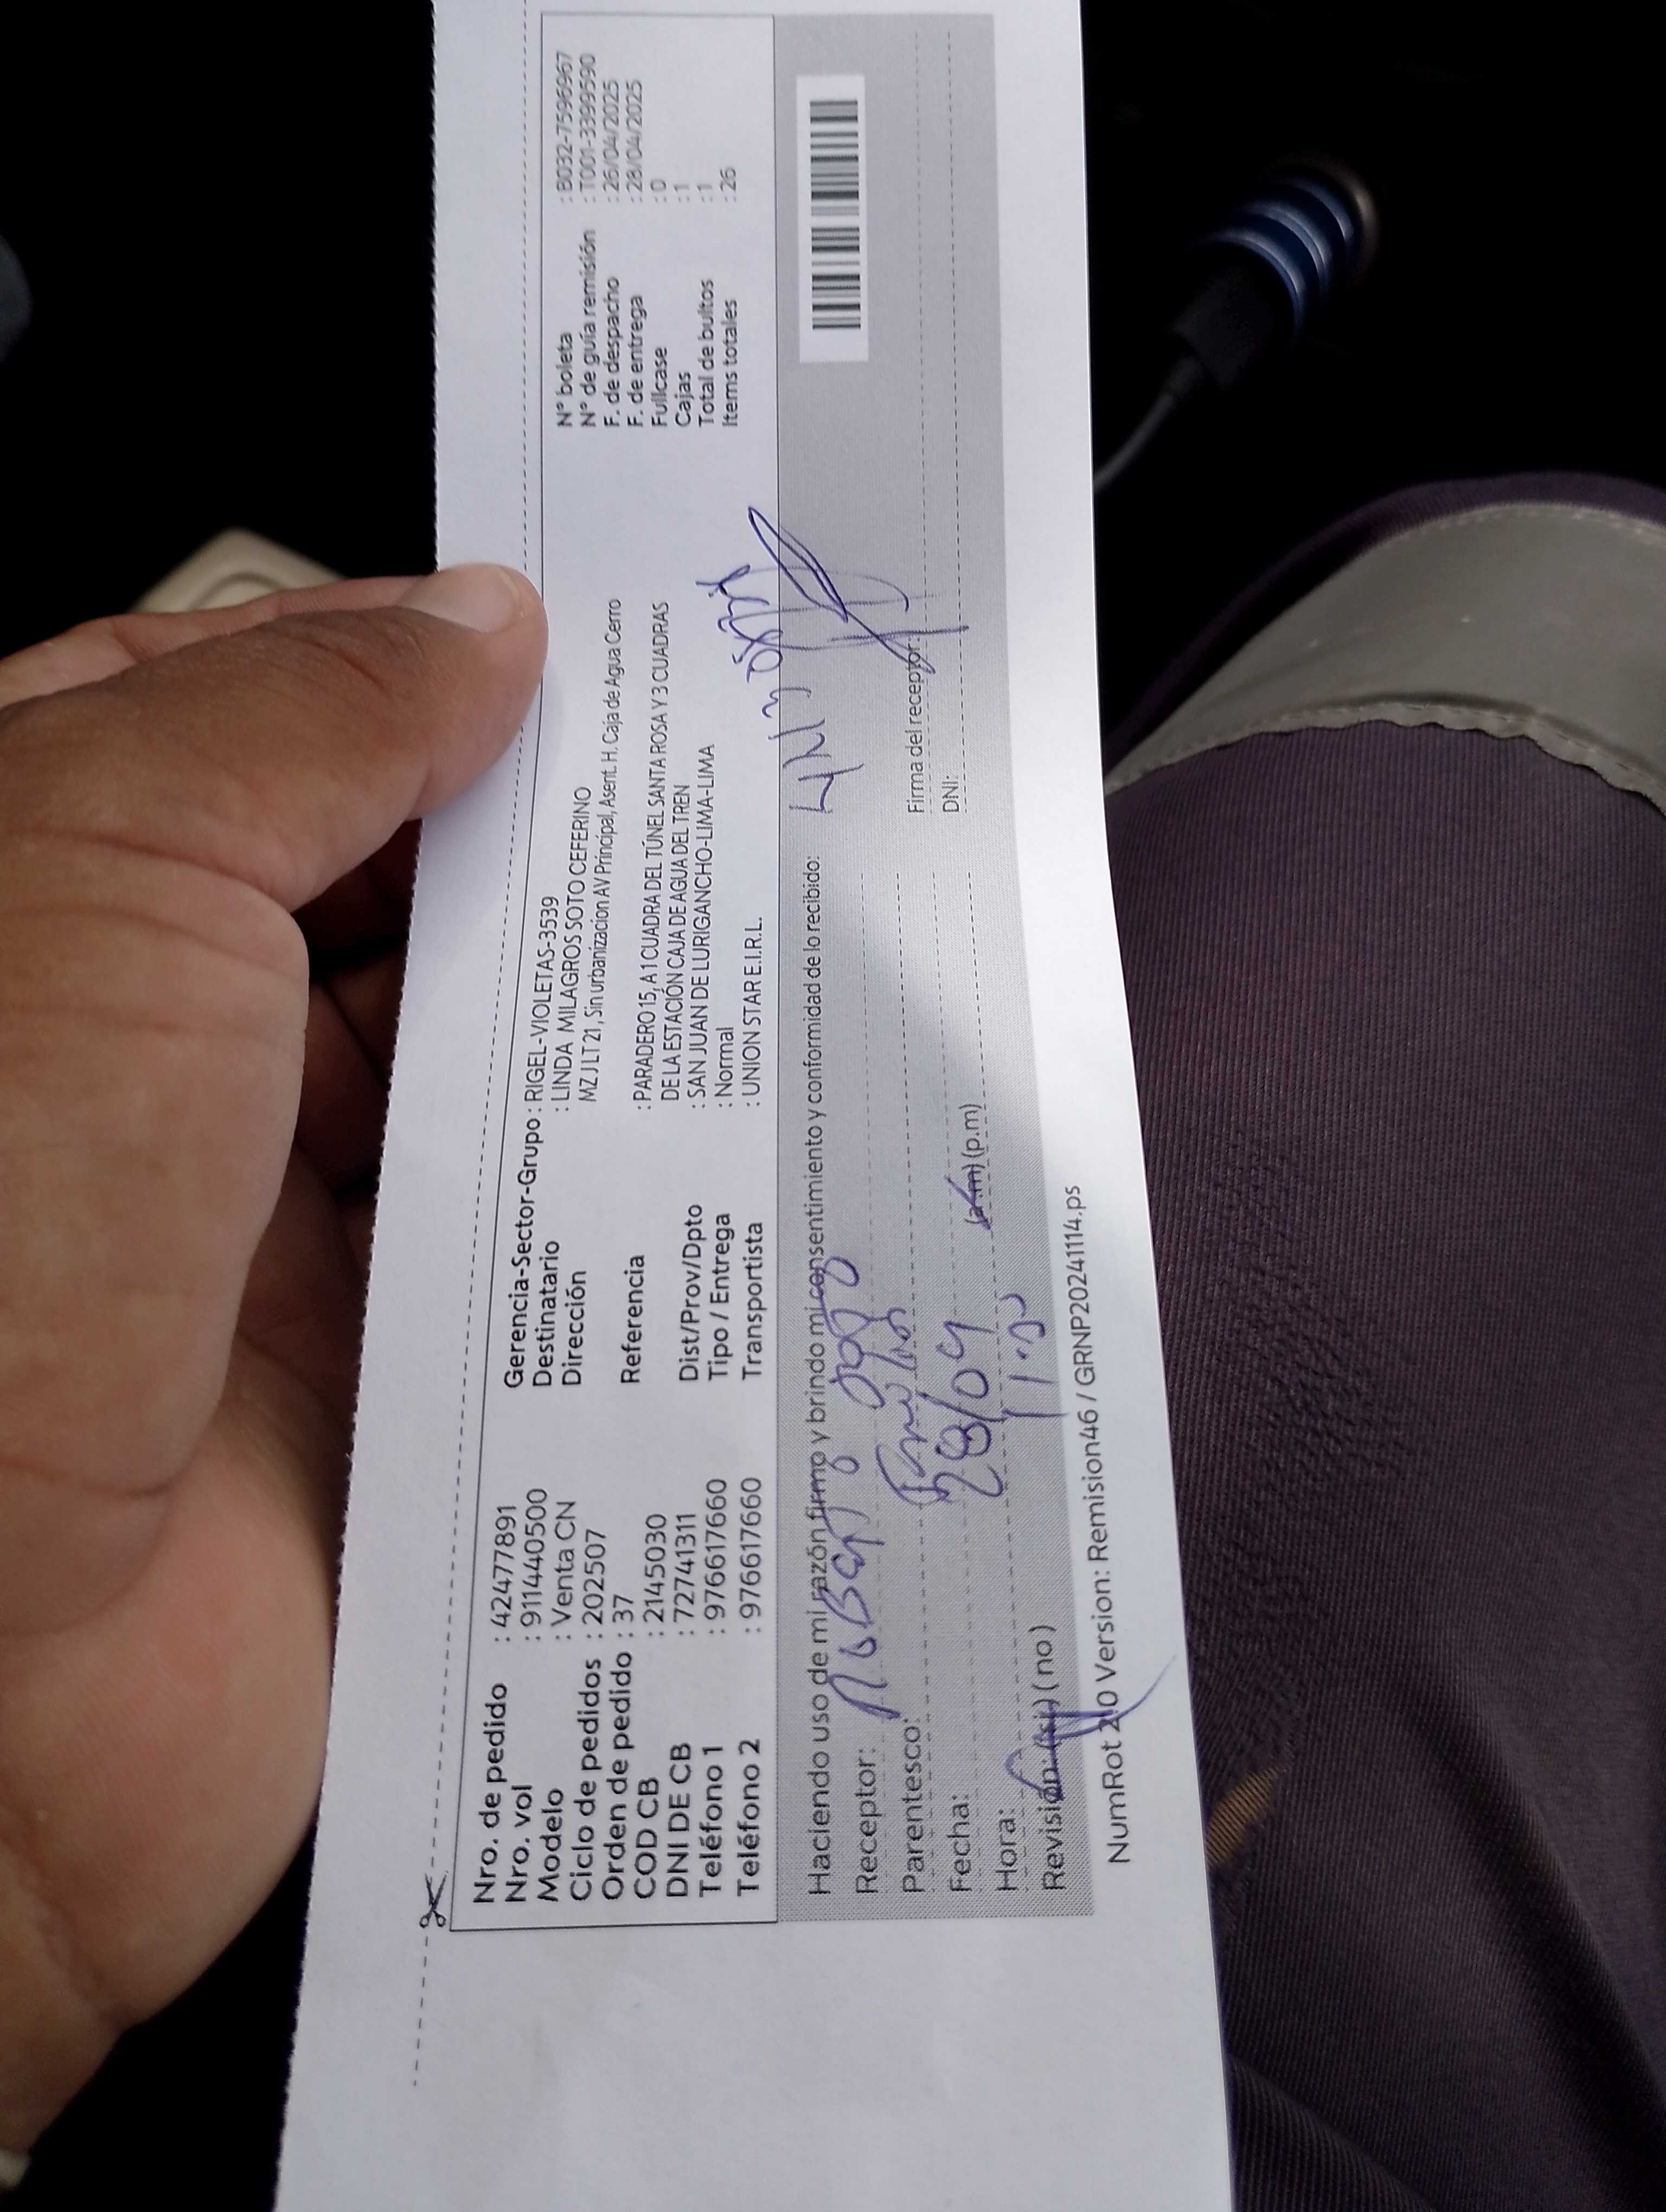 Nro. de pedido : 42477891
Nro. vol : 9114440500
Modelo : Venta CN
Ciclo de pedidos : 202507
Orden de pedido : 37
COD CB : 2145030
DNI DE CB : 72741311
Teléfono 1 : 976617660
Teléfono 2 : 976617660
Gerencia-Sector-Grupo : RIGEL-VIOLETAS-3539
Destinatario : LINDA MILAGROS SOTO CEFERINO
Dirección MZ J LT 21, Sin urbanizacion AV Principal, Asent. H. Caja de Agua Cerro
Referencia : PARADERO 15, A 1 CUADRA DEL TÚNEL SANTA ROSA Y 3 CUADRAS
DE LA ESTACIÓN CAJA DE AGUA DEL TREN
Dist/Prov/Dpto : SAN JUAN DE LURIGANCHO-LIMA-LIMA
Tipo / Entrega : Normal
Transportista : UNION STAR E.I.R.L.
N° boleta : B032-7596967
N° de guía remisión : T001-3399590
F. de despacho : 26/04/2025
F. de entrega : 28/04/2025
Fullcase : 0
Cajas : 1
Total de bultos : 1
Items totales : 26
Haciendo uso de mi razón firmo y brindo mi consentimiento y conformidad de lo recibido:
Receptor:
Parentesco:
Fecha: 28/04
Hora: (a.m) (p.m)
Revisión: (si) (no)
Firma del receptor:
DNI:
NumRot 2.0 Version: Remision46 / GRNP20241114.ps